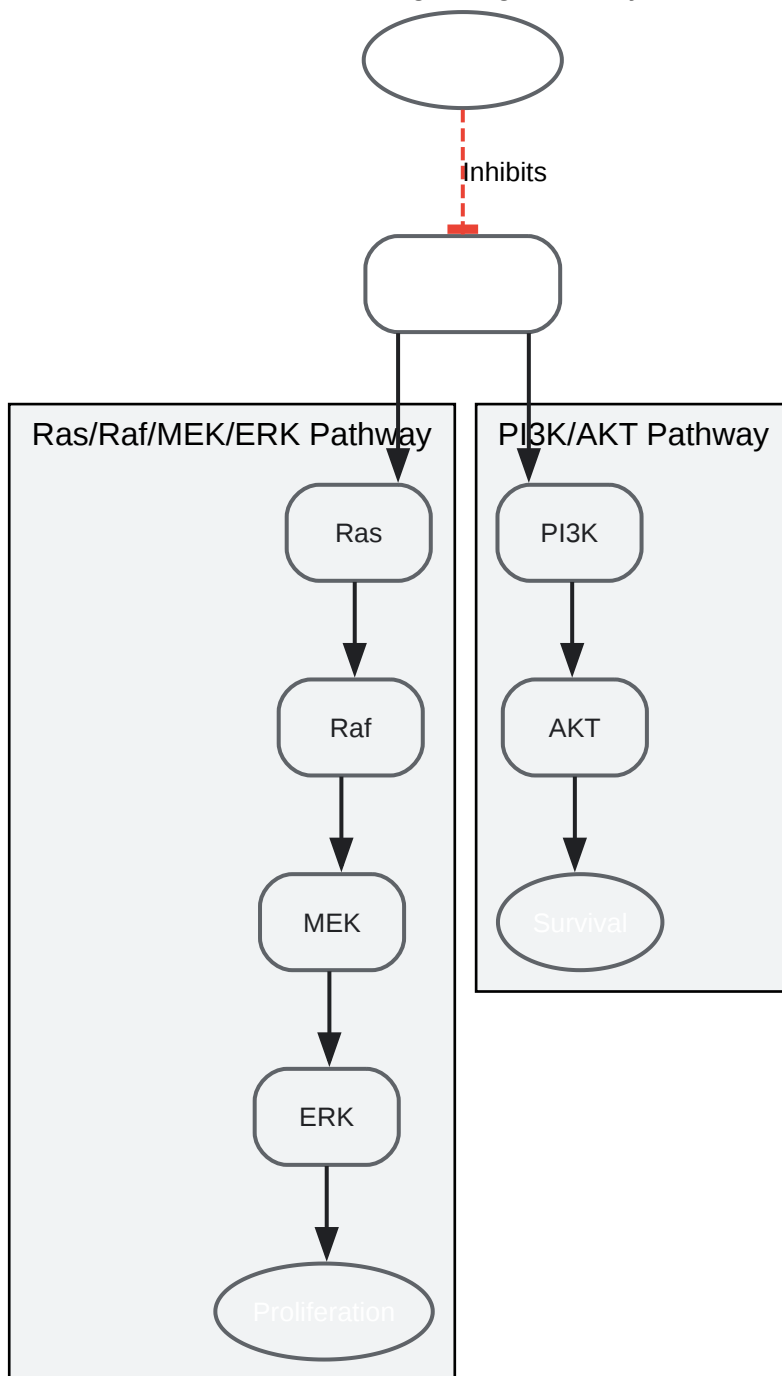 Inhibits
Ras/Raf/MEK/ERK Pathway
PI3K/AKT Pathway
Ras
PI3K
Raf
AKT
MEK
Survival
ERK
Proliferation